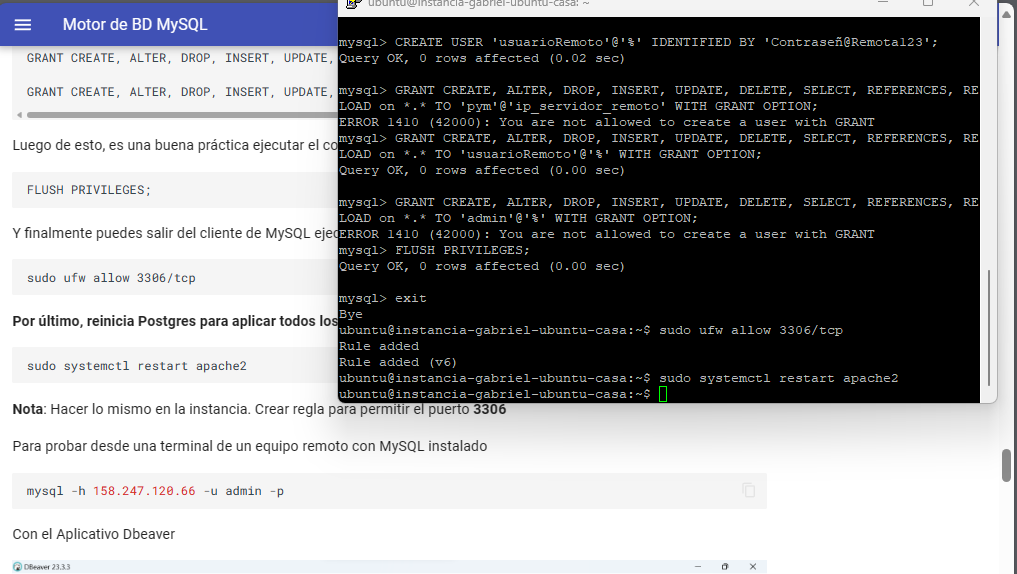 Motor de BD MySQL
GRANT CREATE, ALTER, DROP, INSERT, UPDATE,
GRANT CREATE, ALTER, DROP, INSERT, UPDATE,
Luego de esto, es una buena práctica ejecutar el co
FLUSH PRIVILEGES;
Y finalmente puedes salir del cliente de MySQL ejec
sudo ufw allow 3306/tcp
Por último, reinicia Postgres para aplicar todos los
sudo systemctl restart apache2
Nota: Hacer lo mismo en la instancia. Crear regla para permitir el puerto 3306
Para probar desde una terminal de un equipo remoto con MySQL instalado
mysql -h 158.247.120.66 -u admin -p
Con el Aplicativo Dbeaver
DBeaver 23.3.3
ubuntu@instancia-gabriel-ubuntu-casa: ~
mysql> CREATE USER 'usuarioRemoto'@'%' IDENTIFIED BY 'Contraseñ@Remota123';
Query OK, 0 rows affected (0.02 sec)
mysql> GRANT CREATE, ALTER, DROP, INSERT, UPDATE, DELETE, SELECT, REFERENCES, RE
LOAD on *.* TO 'pym'@'ip_servidor_remoto' WITH GRANT OPTION;
ERROR 1410 (42000): You are not allowed to create a user with GRANT
mysql> GRANT CREATE, ALTER, DROP, INSERT, UPDATE, DELETE, SELECT, REFERENCES, RE
LOAD on *.* TO 'usuarioRemoto'@'%' WITH GRANT OPTION;
Query OK, 0 rows affected (0.00 sec)
mysql> GRANT CREATE, ALTER, DROP, INSERT, UPDATE, DELETE, SELECT, REFERENCES, RE
LOAD on *.* TO 'admin'@'%' WITH GRANT OPTION;
ERROR 1410 (42000): You are not allowed to create a user with GRANT
mysql> FLUSH PRIVILEGES;
Query OK, 0 rows affected (0.00 sec)
mysql> exit
Bye
ubuntu@instancia-gabriel-ubuntu-casa:~$ sudo ufw allow 3306/tcp
Rule added
Rule added (v6)
ubuntu@instancia-gabriel-ubuntu-casa:~$ sudo systemctl restart apache2
ubuntu@instancia-gabriel-ubuntu-casa:~$